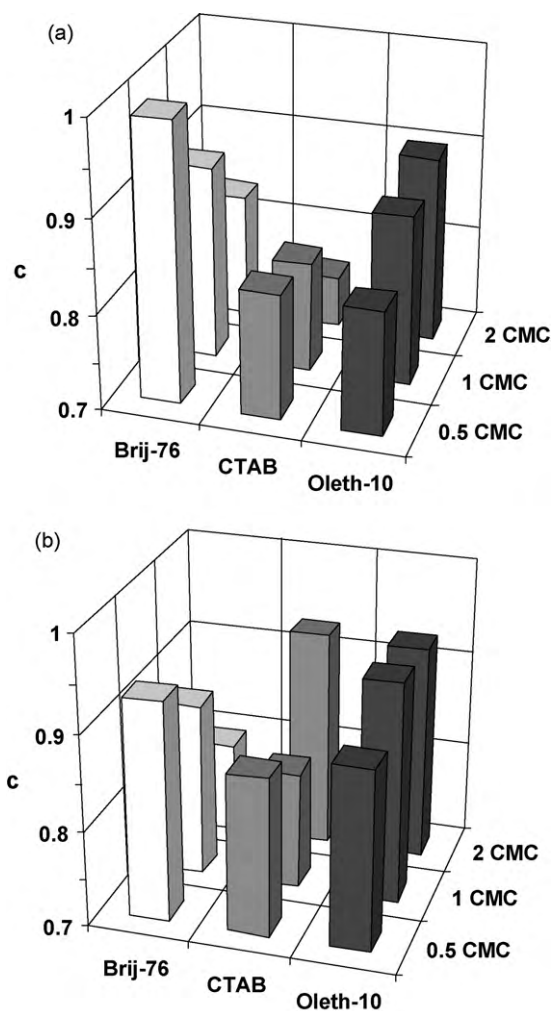 (a)
1
0.9
c
0.8
0.7
2 CMC
1 CMC
0.5 CMC
Brij-76
CTAB
Oleth-10
(b)
1
0.9
c
0.8
0.7
2 CMC
1 CMC
0.5 CMC
Brij-76
CTAB
Oleth-10